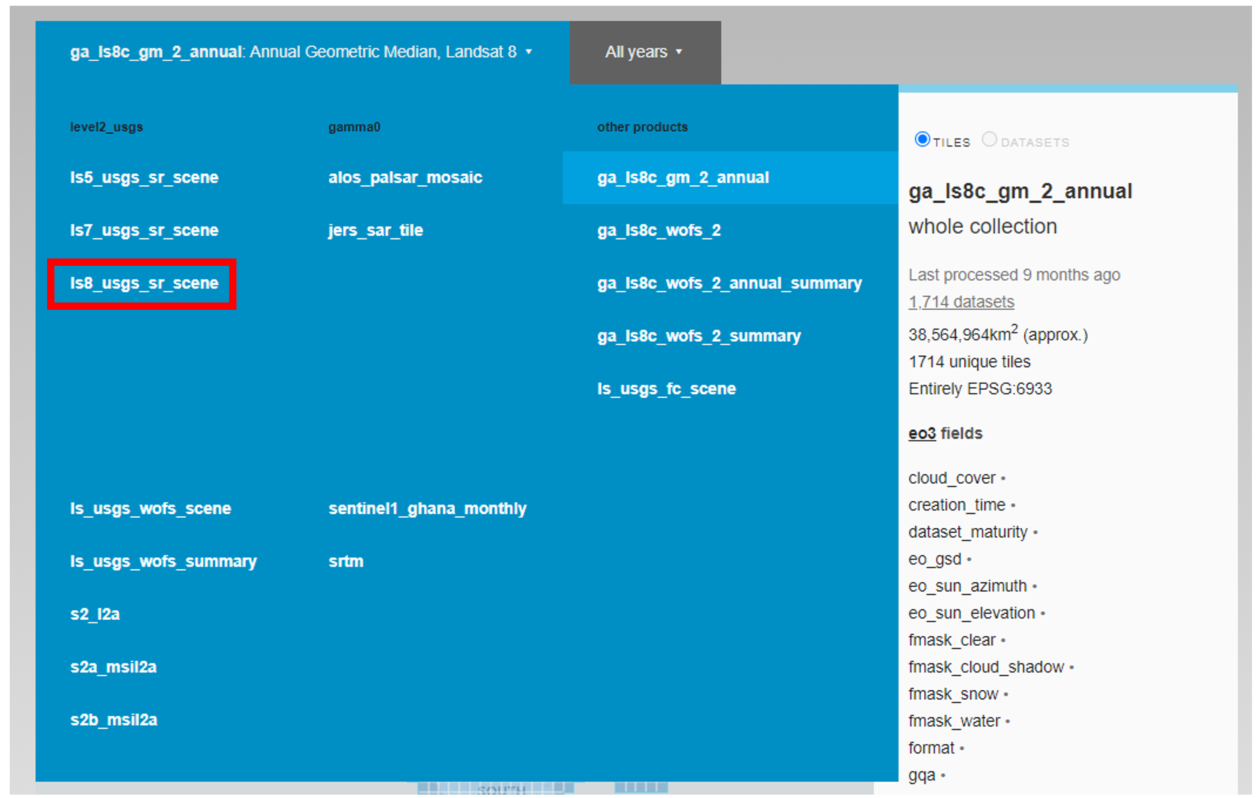 ga_ls8c_gm_2_annual: Annual Geometric Median, Landsat 8
All years
level2_usgs
ls5_usgs_sr_scene
ls7_usgs_sr_scene
ls8_usgs_sr_scene
gamma0
alos_palsar_mosaic
jers_sar_tile
other products
ga_ls8c_gm_2_annual
ga_ls8c_wofs_2
ga_ls8c_wofs_2_annual_summary
ga_ls8c_wofs_2_summary
ls_usgs_fc_scene
ls_usgs_wofs_scene
ls_usgs_wofs_summary
s2_l2a
s2a_msil2a
s2b_msil2a
sentinel1_ghana_monthly
srtm
TILES DATASETS
ga_ls8c_gm_2_annual
whole collection
Last processed 9 months ago
1,714 datasets
38,564,964km² (approx.)
1714 unique tiles
Entirely EPSG:6933
eo3 fields
cloud_cover •
creation_time •
dataset_maturity •
eo_gsd •
eo_sun_azimuth •
eo_sun_elevation •
fmask_clear •
fmask_cloud_shadow •
fmask_snow •
fmask_water •
format •
gqa •
SOUTH